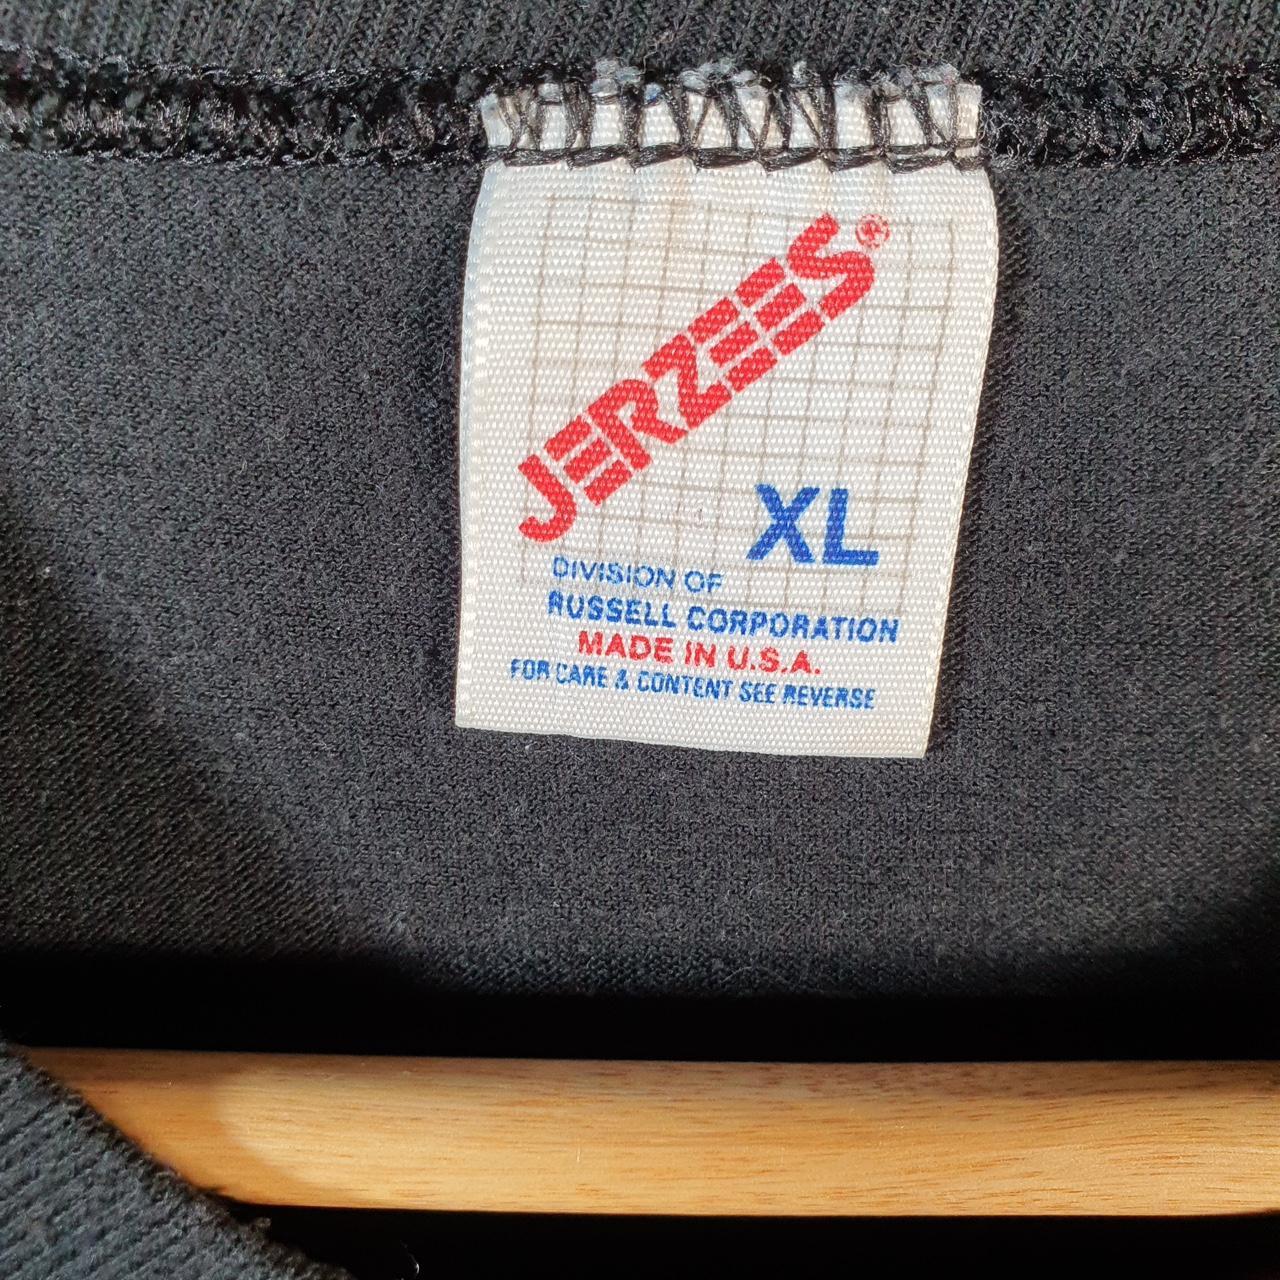 JERZEES®
XL
DIVISION OF
RUSSELL CORPORATION
MADE IN U.S.A.
FOR CARE & CONTENT SEE REVERSE